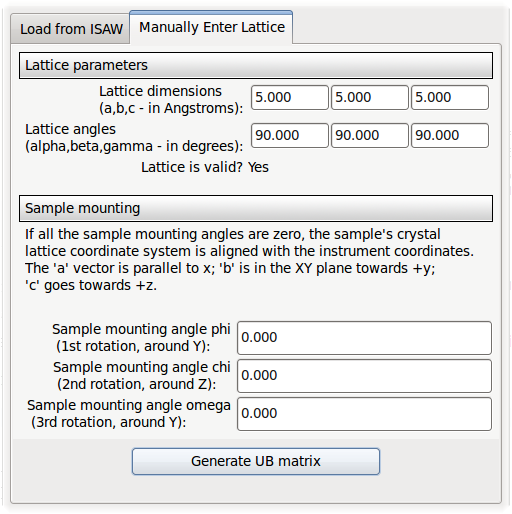 Load from ISAW
Manually Enter Lattice
Lattice parameters
Lattice dimensions
(a,b,c - in Angstroms):
5.000 5.000 5.000
Lattice angles
(alpha,beta,gamma - in degrees):
90.000 90.000 90.000
Lattice is valid? Yes
Sample mounting
If all the sample mounting angles are zero, the sample's crystal
lattice coordinate system is aligned with the instrument coordinates.
The 'a' vector is parallel to x; 'b' is in the XY plane towards +y;
'c' goes towards +z.
Sample mounting angle phi
(1st rotation, around Y):
0.000
Sample mounting angle chi
(2nd rotation, around Z):
0.000
Sample mounting angle omega
(3rd rotation, around Y):
0.000
Generate UB matrix